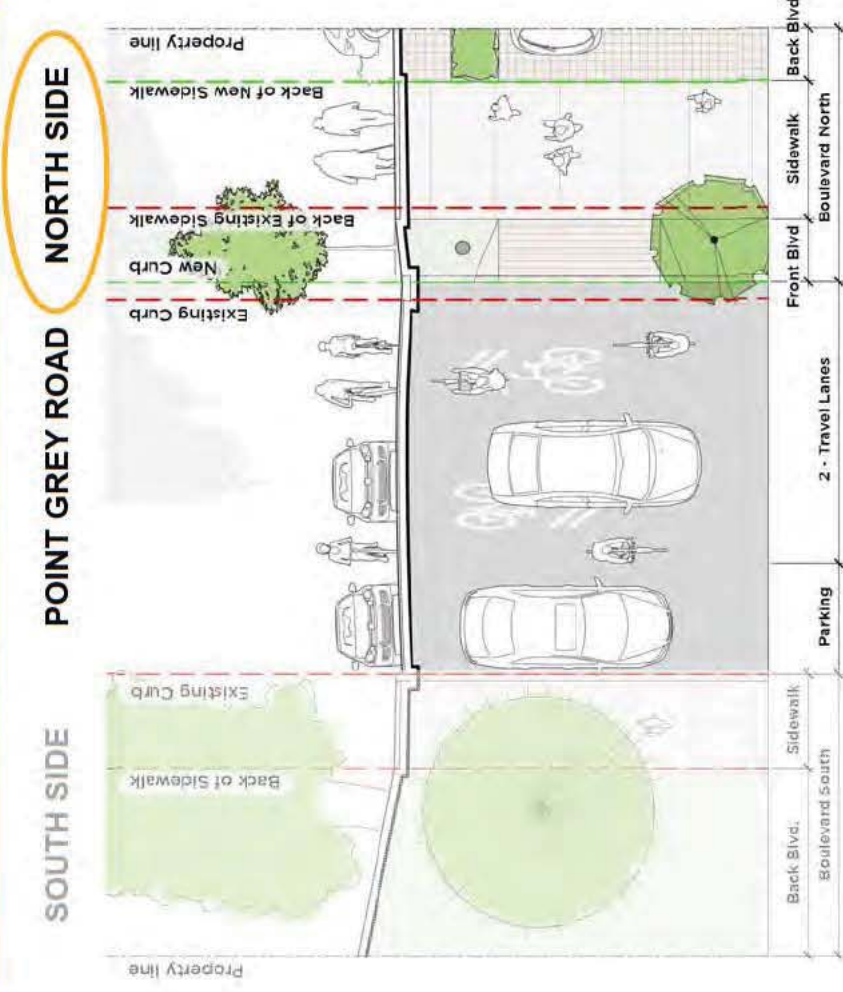 SOUTH SIDE
POINT GREY ROAD
NORTH SIDE
Property line
Back of Sidewalk
Existing Curb
Existing Curb
New Curb
Back of Existing Sidewalk
Back of New Sidewalk
Property line
Back Blvd.
Sidewalk
Parking
2 - Travel Lanes
Front Blvd
Sidewalk
Back Blvd
Boulevard South
Boulevard North